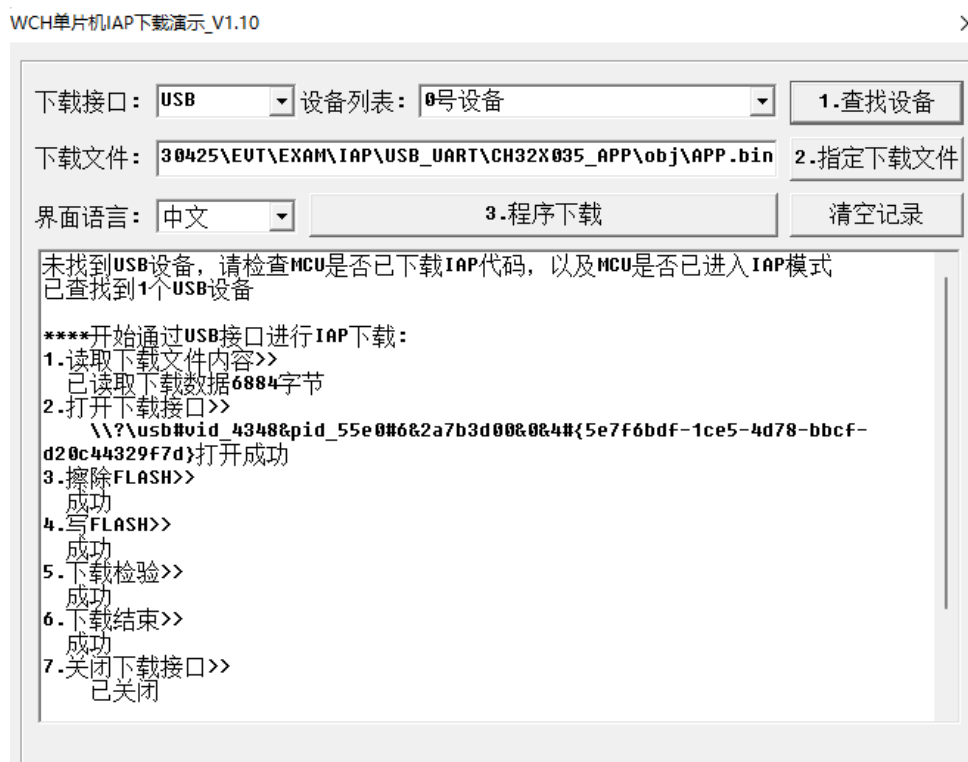 WCH单片机IAP下载演示_V1.10
下载接口: USB 设备列表: 0号设备 1.查找设备
下载文件: 30425\EVT\EXAM\IAP\USB_UART\CH32X035_APP\obj\APP.bin 2.指定下载文件
界面语言: 中文 3.程序下载 清空记录
未找到USB设备, 请检查MCU是否已下载IAP代码, 以及MCU是否已进入IAP模式
已查找到1个USB设备
****开始通过USB接口进行IAP下载:
1.读取下载文件内容>>
已读取下载数据6884字节
2.打开下载接口>>
\\?\usb#vid_4348&pid_55e0#6&2a7b3d00&0&4#{5e7f6bdf-1ce5-4d78-bbcf-
d20c44329f7d}打开成功
3.擦除FLASH>>
成功
4.写FLASH>>
成功
5.下载检验>>
成功
6.下载结束>>
成功
7.关闭下载接口>>
已关闭